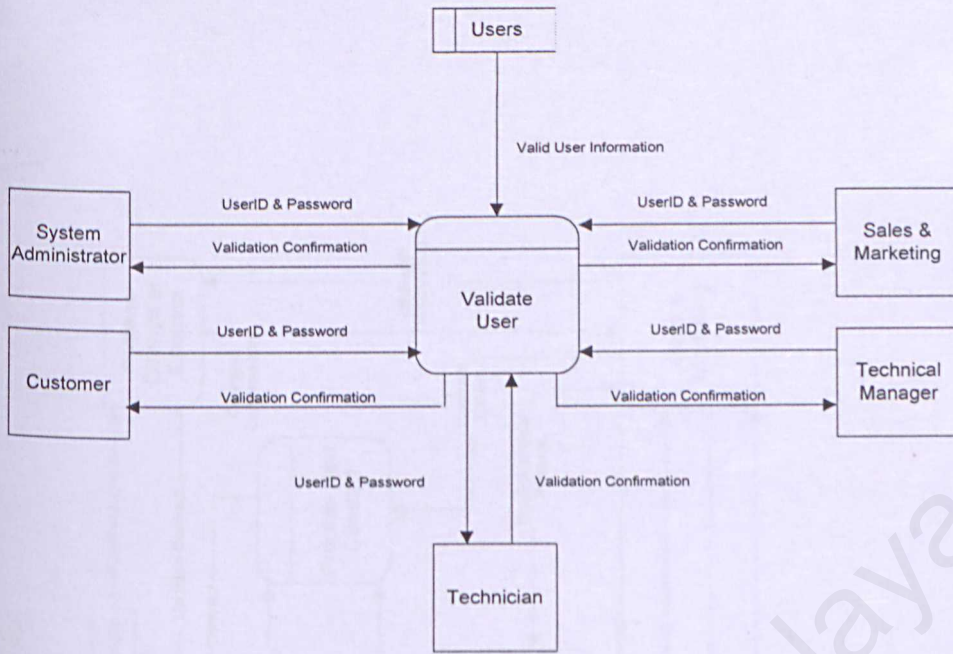 Users
Valid User Information
UserID & Password
UserID & Password
System
Administrator
Sales &
Marketing
Validation Confirmation
Validation Confirmation
Validate
User
UserID & Password
UserID & Password
Customer
Technical
Manager
Validation Confirmation
Validation Confirmation
UserID & Password
Validation Confirmation
Technician